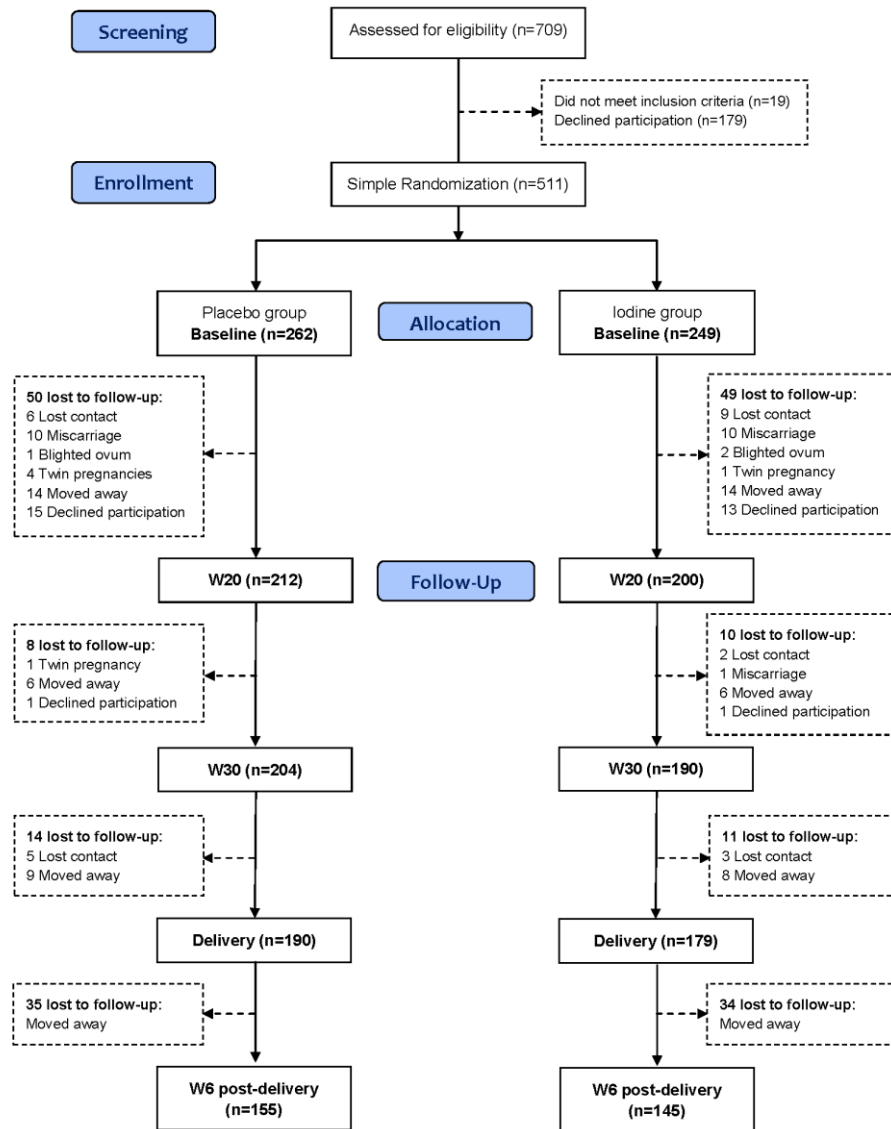 Screening
Assessed for eligibility (n=709)
Did not meet inclusion criteria (n=19)
Declined participation (n=179)
Enrollment
Simple Randomization (n=511)
Placebo group
Baseline (n=262)
Allocation
Iodine group
Baseline (n=249)
50 lost to follow-up:
6 Lost contact
10 Miscarriage
1 Blighted ovum
4 Twin pregnancies
14 Moved away
15 Declined participation
49 lost to follow-up:
9 Lost contact
10 Miscarriage
2 Blighted ovum
1 Twin pregnancy
14 Moved away
13 Declined participation
W20 (n=212)
Follow-Up
W20 (n=200)
8 lost to follow-up:
1 Twin pregnancy
6 Moved away
1 Declined participation
10 lost to follow-up:
2 Lost contact
1 Miscarriage
6 Moved away
1 Declined participation
W30 (n=204)
W30 (n=190)
14 lost to follow-up:
5 Lost contact
9 Moved away
11 lost to follow-up:
3 Lost contact
8 Moved away
Delivery (n=190)
Delivery (n=179)
35 lost to follow-up:
Moved away
34 lost to follow-up:
Moved away
W6 post-delivery
(n=155)
W6 post-delivery
(n=145)